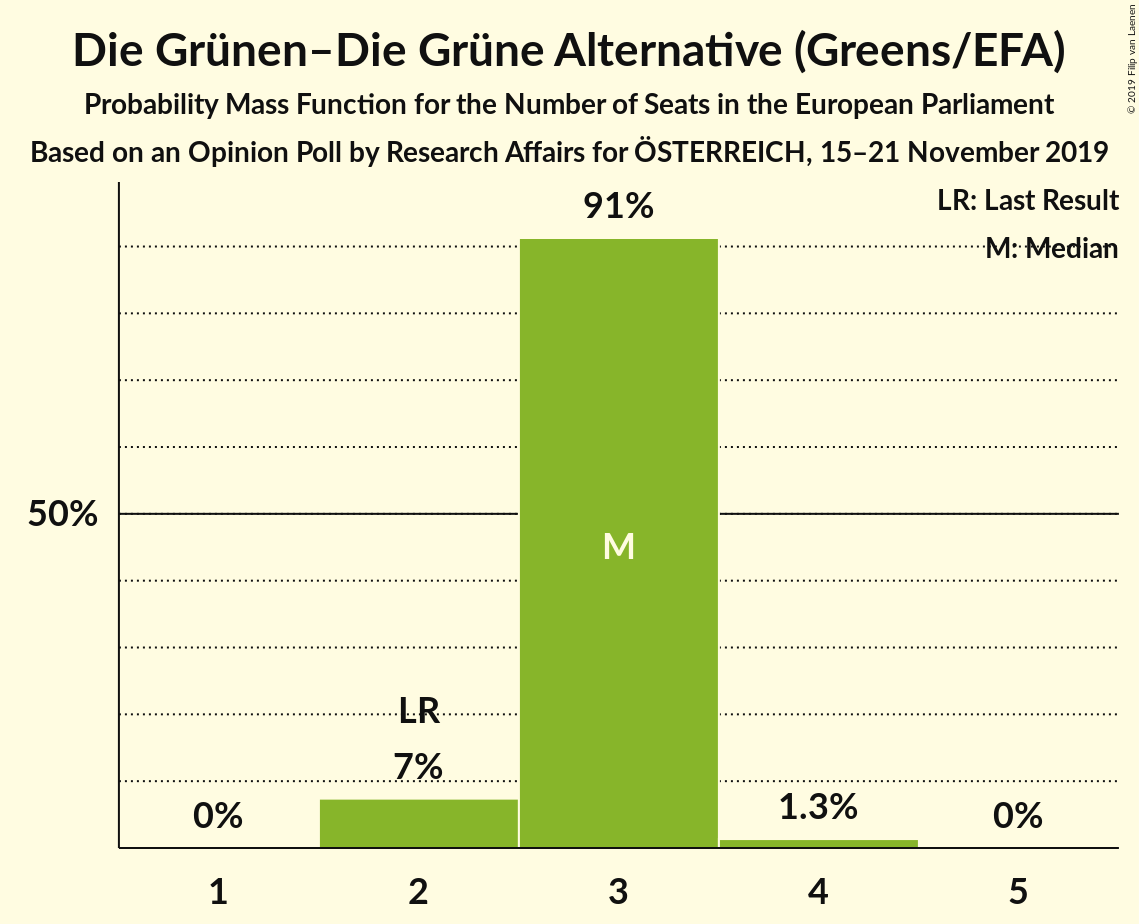 Die Grünen–Die Grüne Alternative (Greens/EFA)
Probability Mass Function for the Number of Seats in the European Parliament
Based on an Opinion Poll by Research Affairs for ÖSTERREICH, 15–21 November 2019
© 2019 Filip van Laenen
LR: Last Result
M: Median
91%
50%
M
LR
7%
0%
1.3%
0%
1 2 3 4 5